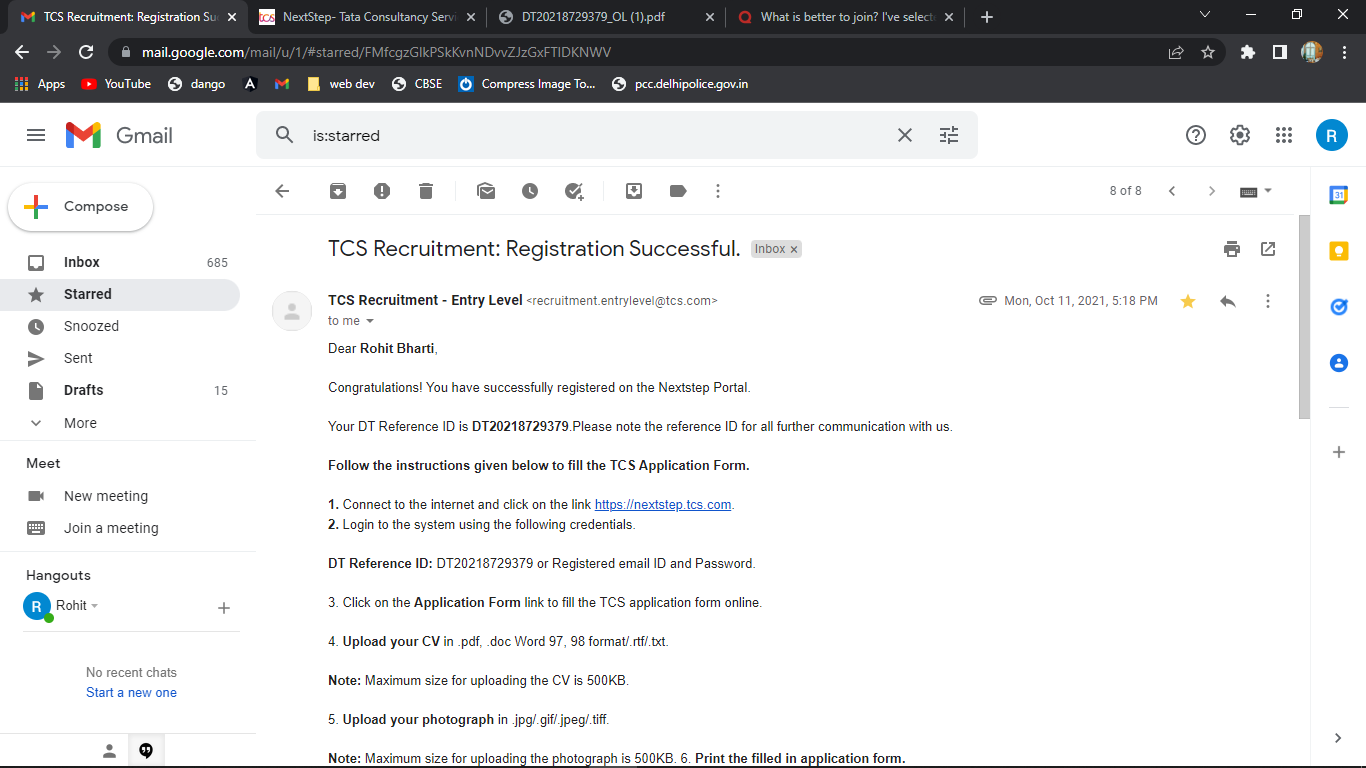 TCS Recruitment: Registration Su
NextStep- Tata Consultancy Servi
DT20218729379_OL (1).pdf
What is better to join? I've select
mail.google.com/mail/u/1/#starred/FMfcgzGlkPSkKvnNDvvZJzGxFTlDKNWV
Apps YouTube dango web dev CBSE Compress Image To... pcc.delhipolice.gov.in
Gmail
is:starred
R
Compose
8 of 8
31
TCS Recruitment: Registration Successful. Inbox x
Inbox 685
Starred
Snoozed
Sent
Drafts 15
More
Meet
New meeting
Join a meeting
Hangouts
R Rohit
No recent chats
Start a new one
TCS Recruitment - Entry Level <recruitment.entrylevel@tcs.com>
Mon, Oct 11, 2021, 5:18 PM
to me
Dear Rohit Bharti,
Congratulations! You have successfully registered on the Nextstep Portal.
Your DT Reference ID is DT20218729379.Please note the reference ID for all further communication with us.
Follow the instructions given below to fill the TCS Application Form.
1. Connect to the internet and click on the link https://nextstep.tcs.com.
2. Login to the system using the following credentials.
DT Reference ID: DT20218729379 or Registered email ID and Password.
3. Click on the Application Form link to fill the TCS application form online.
4. Upload your CV in .pdf, .doc Word 97, 98 format/.rtf/.txt.
Note: Maximum size for uploading the CV is 500KB.
5. Upload your photograph in .jpg/.gif/.jpeg/.tiff.
Note: Maximum size for uploading the photograph is 500KB. 6. Print the filled in application form.